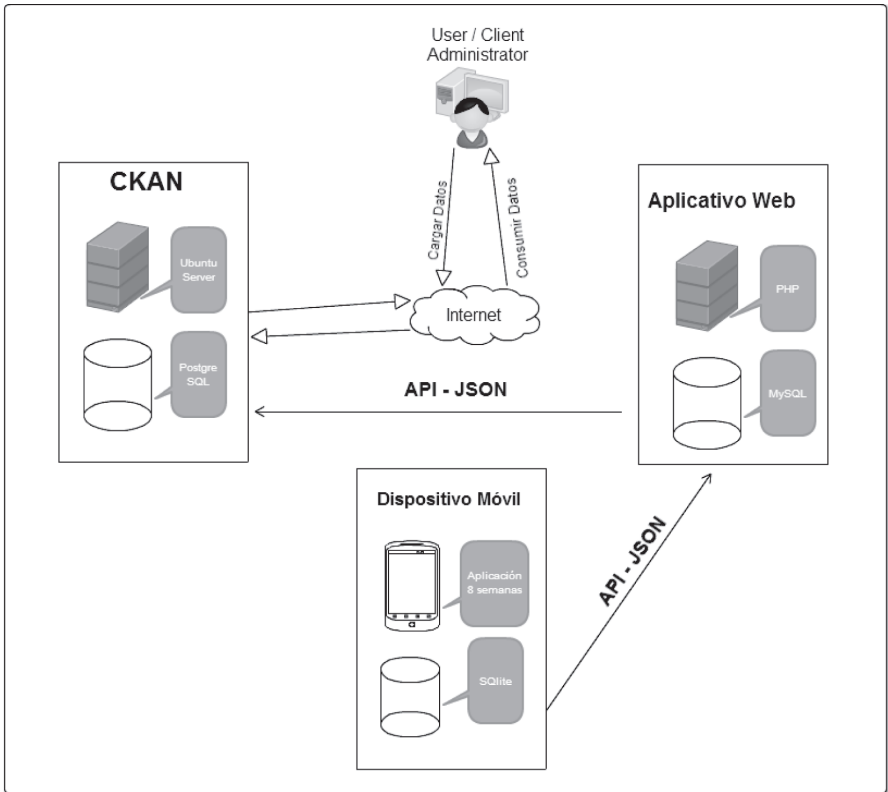 User / Client
Administrator
CKAN
Ubuntu
Server
Postgre
SQL
Cargar Datos
Consumir Datos
Internet
API - JSON
Aplicativo Web
PHP
MySQL
Dispositivo Móvil
Aplicación
8 semanas
SQlite
API - JSON